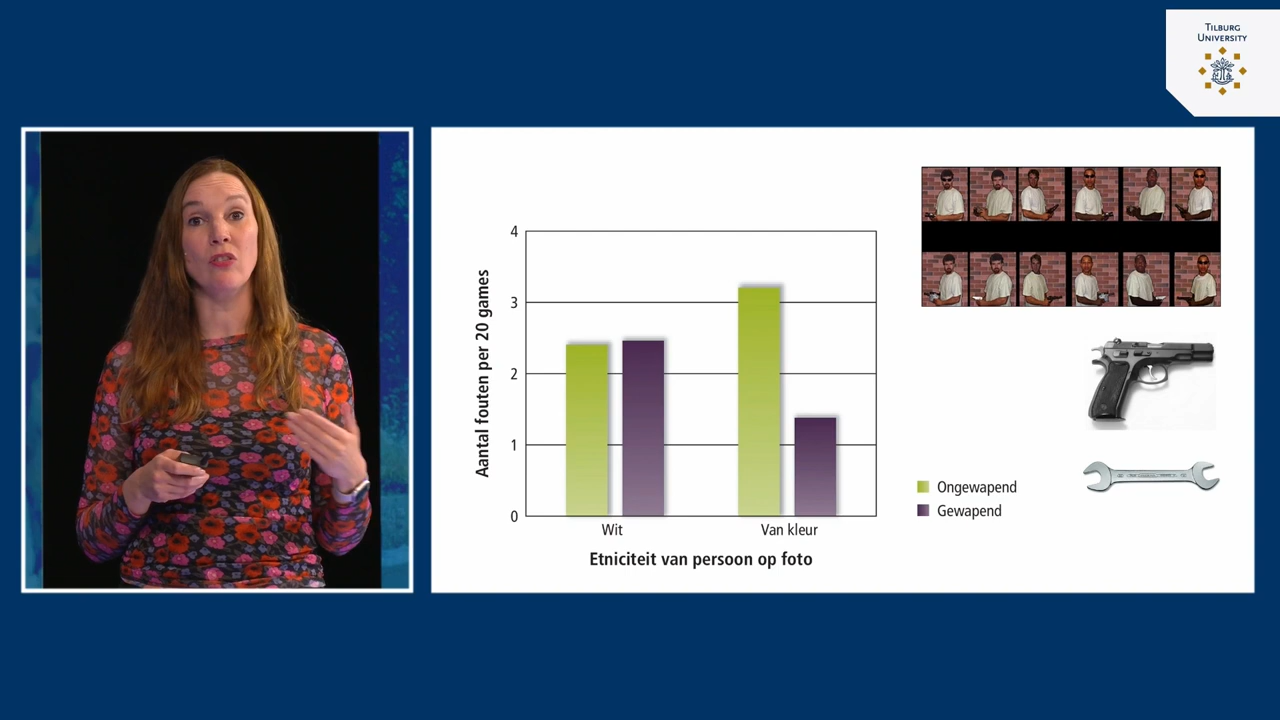 TILBURG
UNIVERSITY
4
3
2
1
0
Aantal fouten per 20 games
Wit
Van kleur
Etniciteit van persoon op foto
Ongewapend
Gewapend